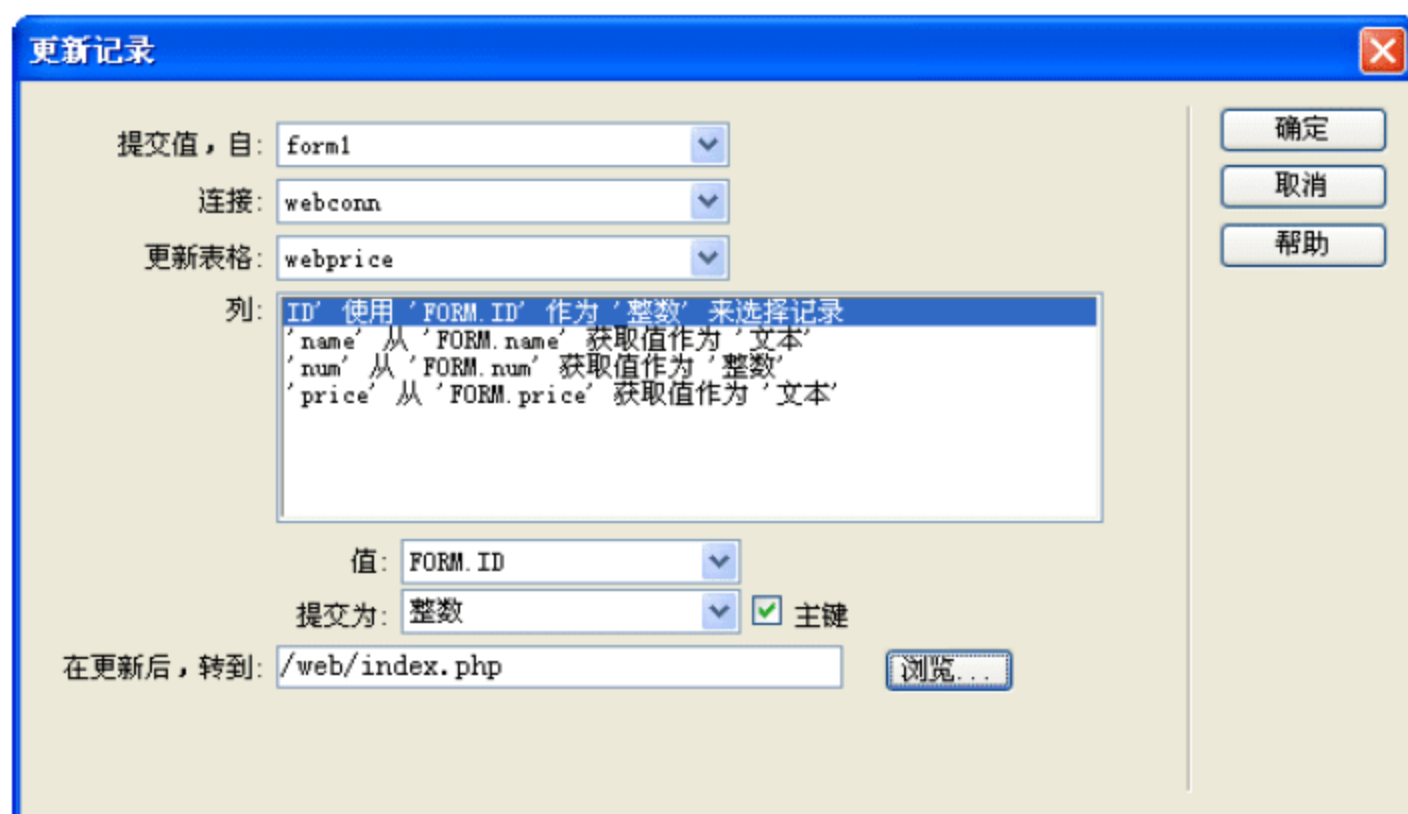 更新记录
提交值，自: form1
确定
连接: webconn
取消
更新表格: webprice
帮助
列: ID' 使用 'FORM.ID' 作为 '整数' 来选择记录
'name' 从 'FORM.name' 获取值作为 '文本'
'num' 从 'FORM.num' 获取值作为 '整数'
'price' 从 'FORM.price' 获取值作为 '文本'
值: FORM.ID
提交为: 整数 主键
在更新后，转到: /web/index.php 浏览...